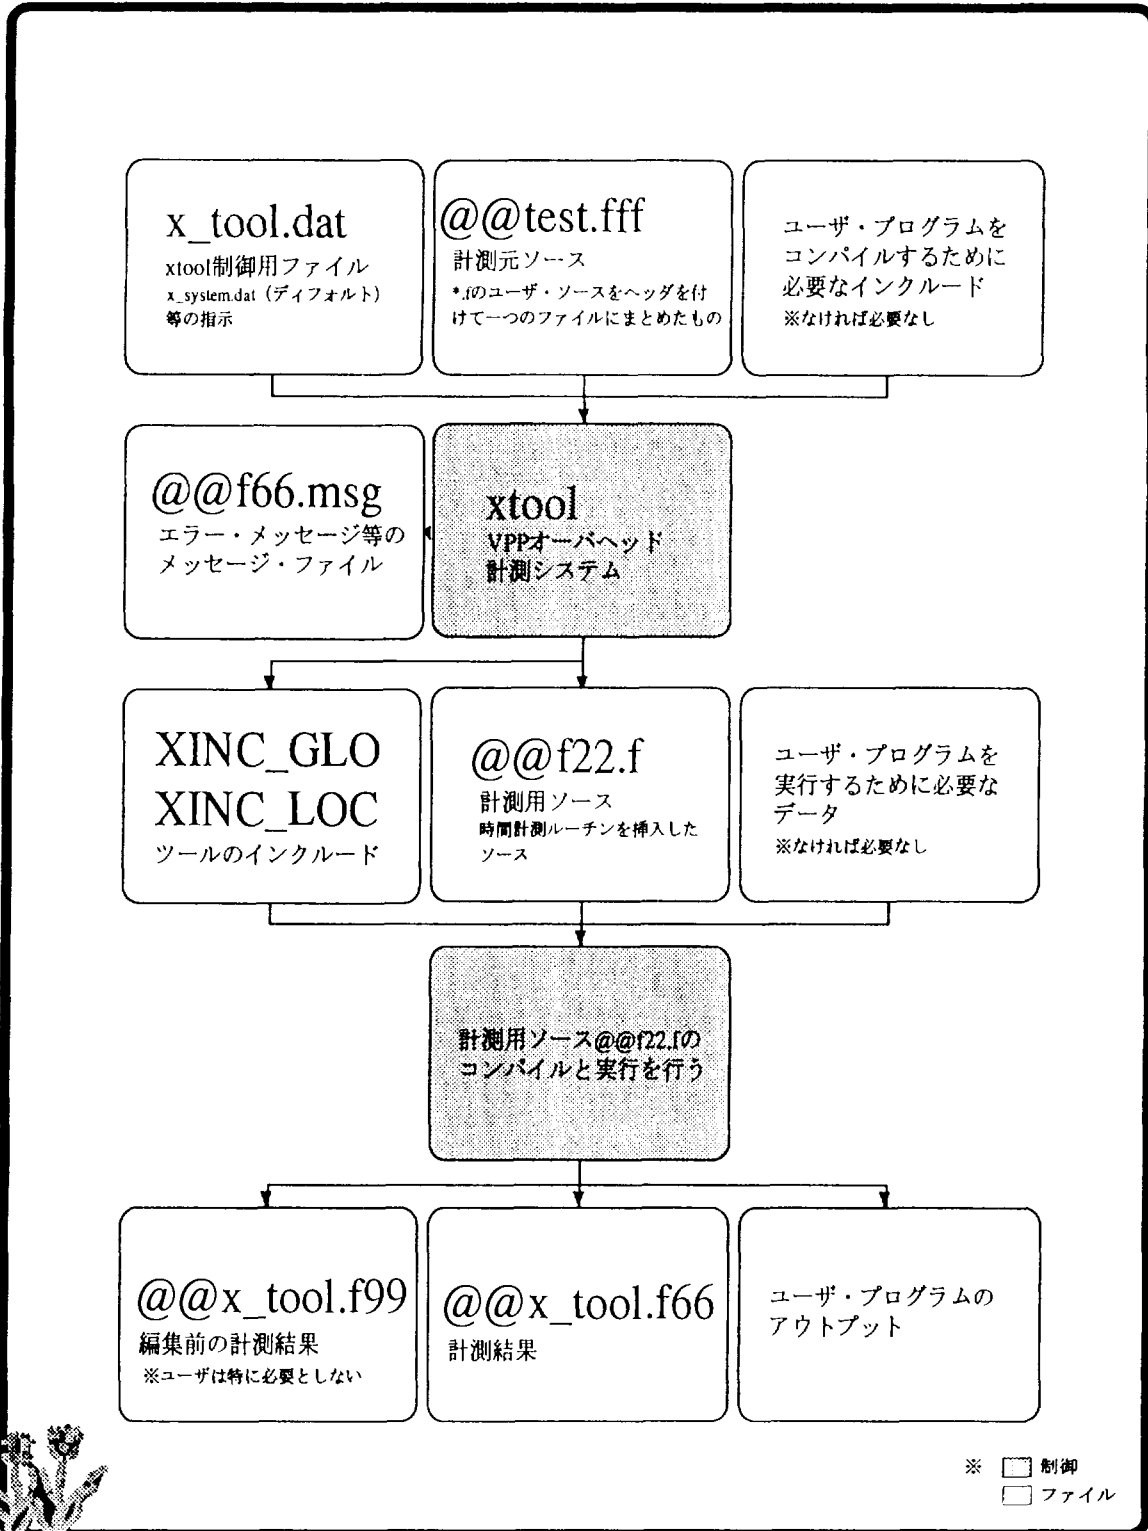 x_tool.dat
xtool制御用ファイル
x_system.dat（ディフォルト）
等の指示
@@test.fff
計測元ソース
*.fのユーザ・ソースをヘッダを付
けて一つのファイルにまとめたもの
ユーザ・プログラムを
コンパイルするために
必要なインクルード
※なければ必要なし
@@f66.msg
エラー・メッセージ等の
メッセージ・ファイル
xtool
VPPオーバヘッド
計測システム
XINC_GLO
XINC_LOC
ツールのインクルード
@@f22.f
計測用ソース
時間計測ルーチンを挿入した
ソース
ユーザ・プログラムを
実行するために必要な
データ
※なければ必要なし
計測用ソース@@f22.fの
コンパイルと実行を行う
@@x_tool.f99
編集前の計測結果
※ユーザは特に必要としない
@@x_tool.f66
計測結果
ユーザ・プログラムの
アウトプット
※ 制御
ファイル